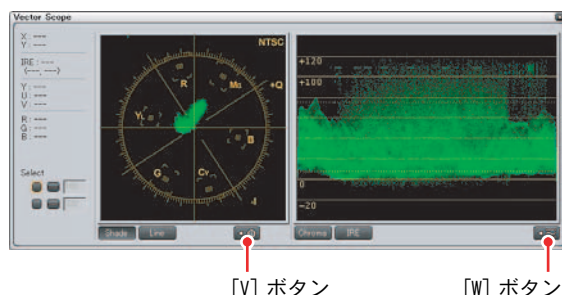 Vector Scope
X : ---
Y : ---
IRE : ---
(---, ---)
Y : ---
U : ---
V : ---
R : ---
G : ---
B : ---
Select
NTSC
R
Mg
+Q
YL
B
G
Cy
-I
Shade
Line
+120
+100
0
-20
Chroma
IRE
[V] ボタン
[W] ボタン